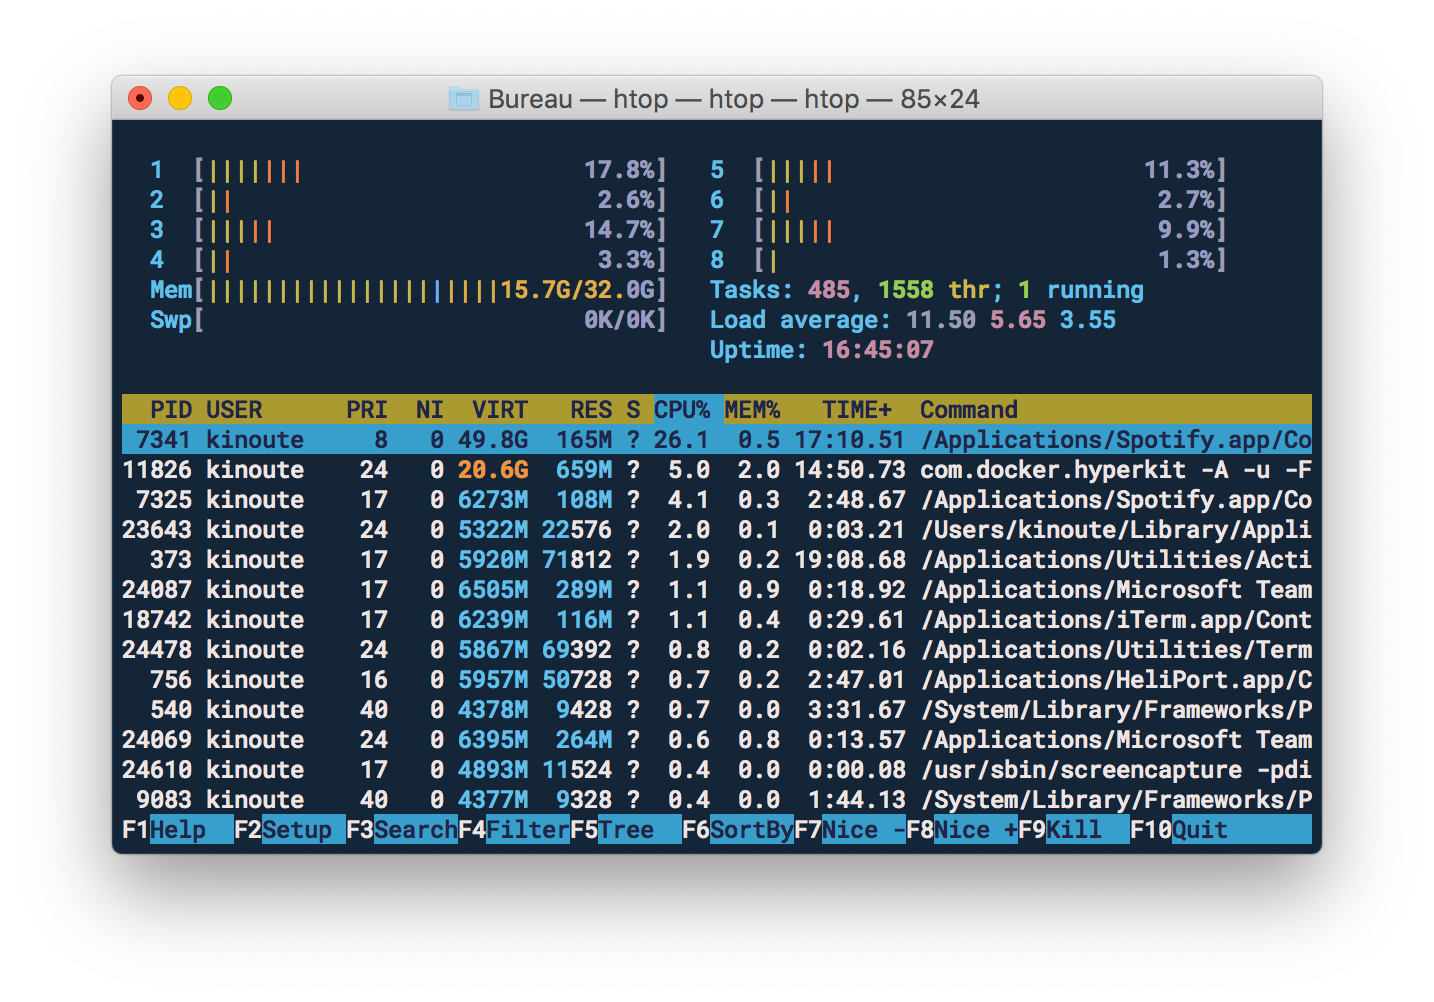 Bureau — htop — htop — htop — 85×24
1 [||||||| 17.8%] 5 [||||| 11.3%]
2 [|| 2.6%] 6 [|| 2.7%]
3 [||||| 14.7%] 7 [||||| 9.9%]
4 [|| 3.3%] 8 [| 1.3%]
Mem[|||||||||||||||||||||15.7G/32.0G] Tasks: 485, 1558 thr; 1 running
Swp[ 0K/0K] Load average: 11.50 5.65 3.55
Uptime: 16:45:07
PID USER PRI NI VIRT RES S CPU% MEM% TIME+ Command
7341 kinoute 8 0 49.8G 165M ? 26.1 0.5 17:10.51 /Applications/Spotify.app/Co
11826 kinoute 24 0 20.6G 659M ? 5.0 2.0 14:50.73 com.docker.hyperkit -A -u -F
7325 kinoute 17 0 6273M 108M ? 4.1 0.3 2:48.67 /Applications/Spotify.app/Co
23643 kinoute 24 0 5322M 22576 ? 2.0 0.1 0:03.21 /Users/kinoute/Library/Appli
373 kinoute 17 0 5920M 71812 ? 1.9 0.2 19:08.68 /Applications/Utilities/Acti
24087 kinoute 17 0 6505M 289M ? 1.1 0.9 0:18.92 /Applications/Microsoft Team
18742 kinoute 17 0 6239M 116M ? 1.1 0.4 0:29.61 /Applications/iTerm.app/Cont
24478 kinoute 24 0 5867M 69392 ? 0.8 0.2 0:02.16 /Applications/Utilities/Term
756 kinoute 16 0 5957M 50728 ? 0.7 0.2 2:47.01 /Applications/HeliPort.app/C
540 kinoute 40 0 4378M 9428 ? 0.7 0.0 3:31.67 /System/Library/Frameworks/P
24069 kinoute 24 0 6395M 264M ? 0.6 0.8 0:13.57 /Applications/Microsoft Team
24610 kinoute 17 0 4893M 11524 ? 0.4 0.0 0:00.08 /usr/sbin/screencapture -pdi
9083 kinoute 40 0 4377M 9328 ? 0.4 0.0 1:44.13 /System/Library/Frameworks/P
F1Help F2Setup F3SearchF4FilterF5Tree F6SortByF7Nice -F8Nice +F9Kill F10Quit